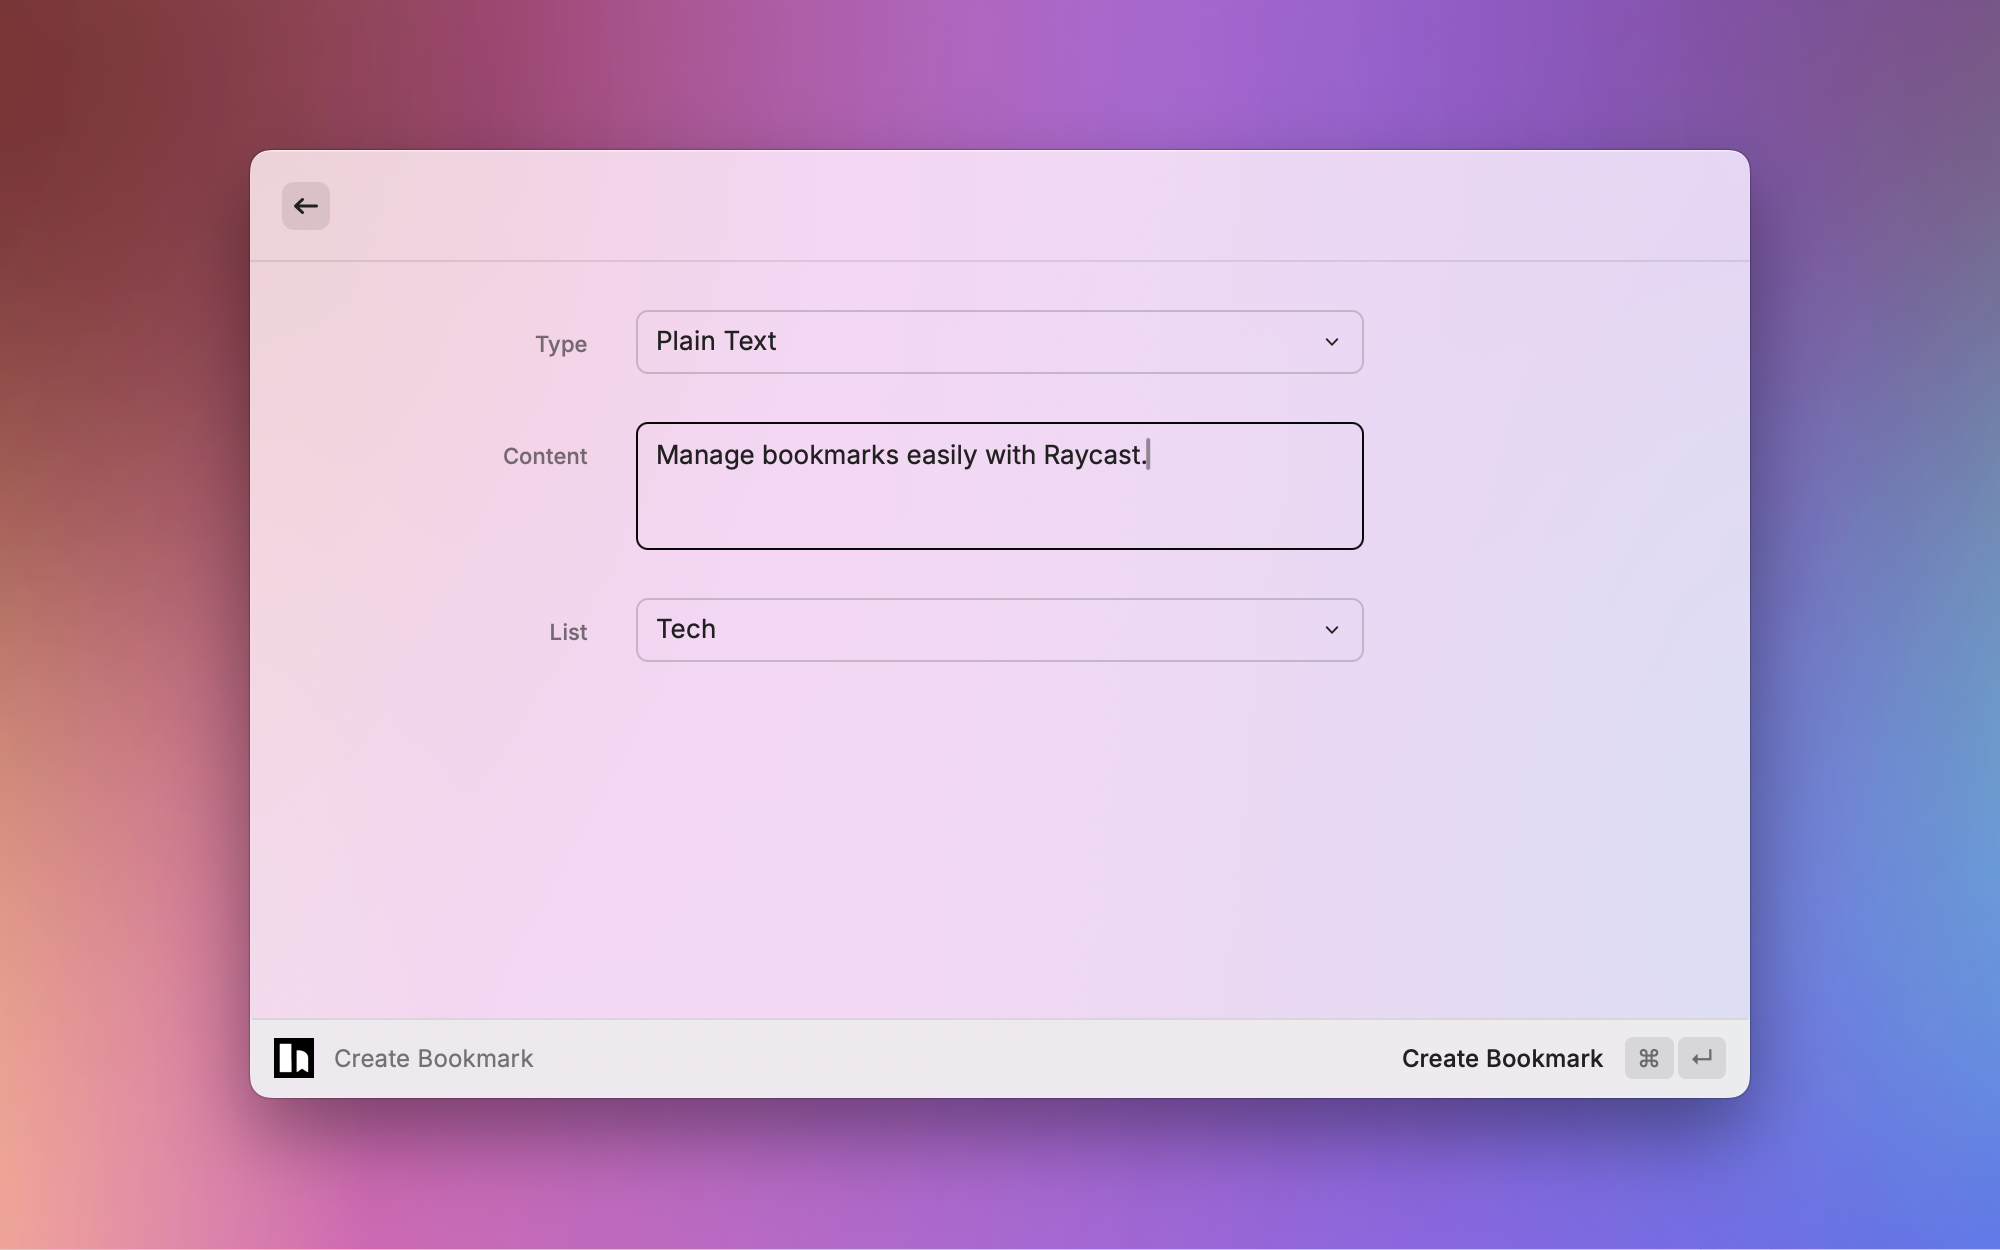 Type
Plain Text
Content
Manage bookmarks easily with Raycast.
List
Tech
Create Bookmark
Create Bookmark ⌘ ↵